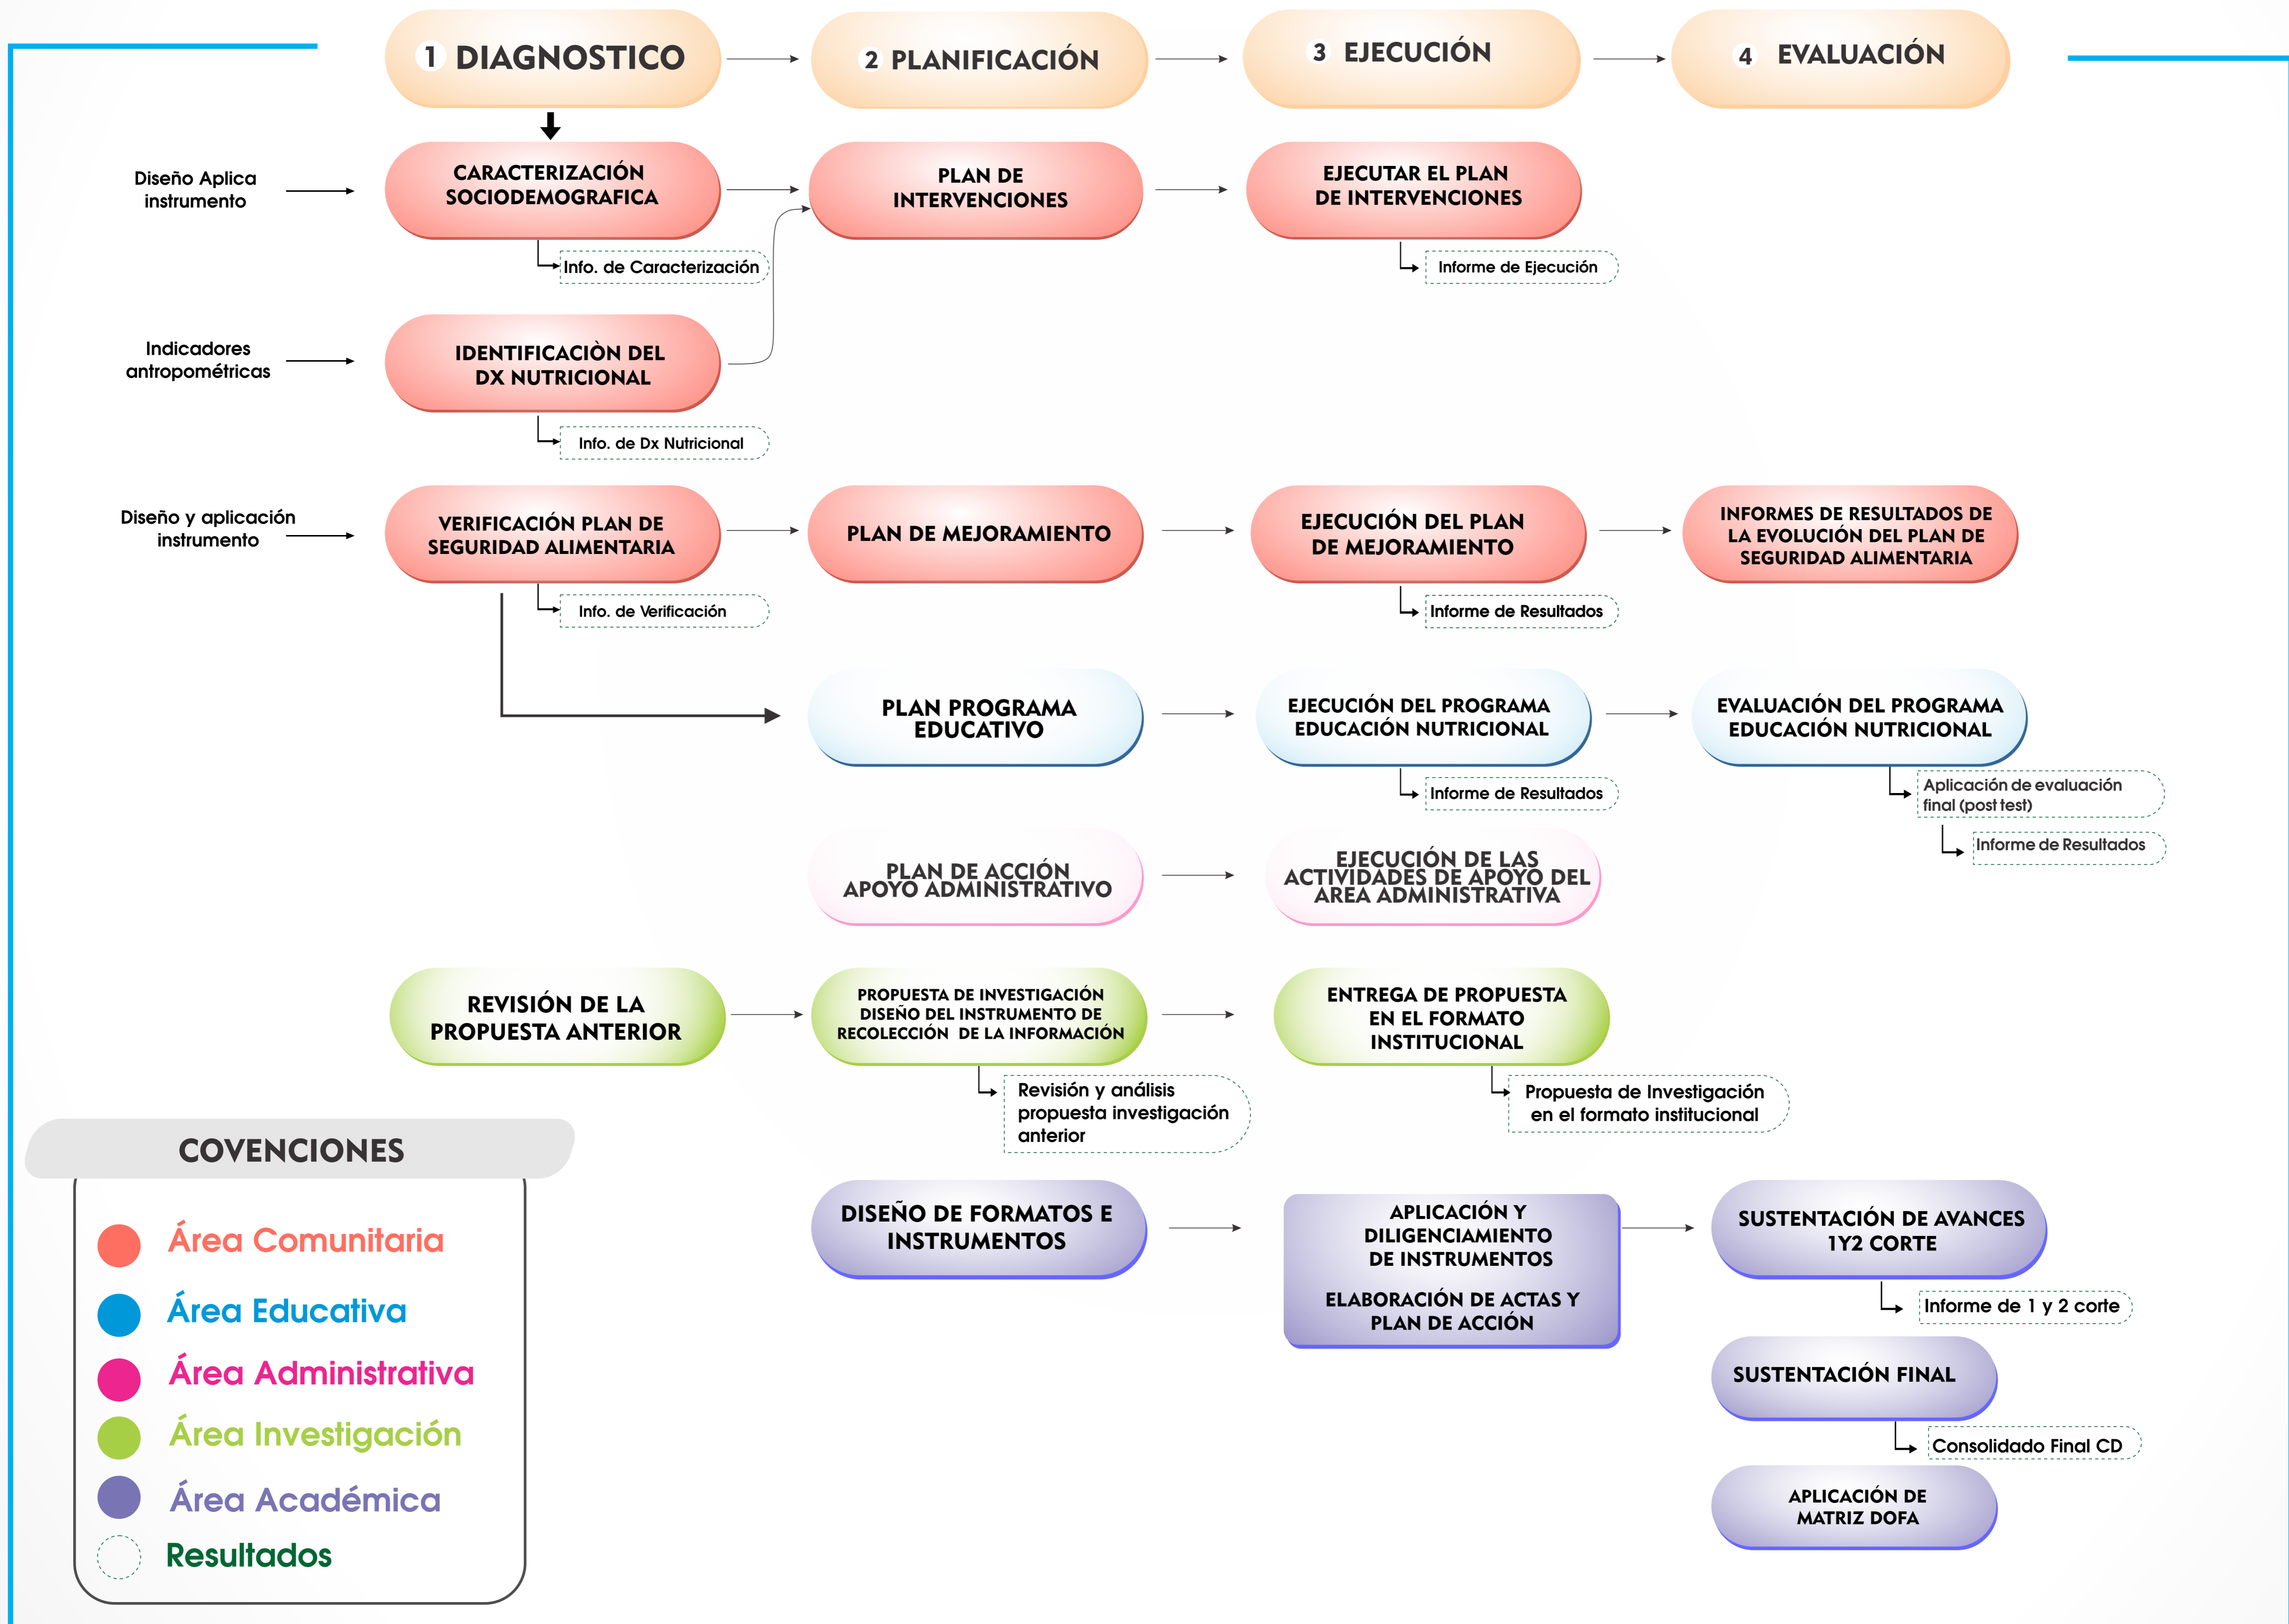 1 DIAGNOSTICO
2 PLANIFICACIÓN
3 EJECUCIÓN
4 EVALUACIÓN
Diseño Aplica
instrumento
CARACTERIZACIÓN
SOCIODEMOGRAFICA
Info. de Caracterización
PLAN DE
INTERVENCIONES
EJECUTAR EL PLAN
DE INTERVENCIONES
Informe de Ejecución
Indicadores
antropométricas
IDENTIFICACIÒN DEL
DX NUTRICIONAL
Info. de Dx Nutricional
Diseño y aplicación
instrumento
VERIFICACIÓN PLAN DE
SEGURIDAD ALIMENTARIA
Info. de Verificación
PLAN DE MEJORAMIENTO
EJECUCIÓN DEL PLAN
DE MEJORAMIENTO
Informe de Resultados
INFORMES DE RESULTADOS DE
LA EVOLUCIÓN DEL PLAN DE
SEGURIDAD ALIMENTARIA
PLAN PROGRAMA
EDUCATIVO
EJECUCIÓN DEL PROGRAMA
EDUCACIÓN NUTRICIONAL
Informe de Resultados
EVALUACIÓN DEL PROGRAMA
EDUCACIÓN NUTRICIONAL
Aplicación de evaluación
final (post test)
Informe de Resultados
PLAN DE ACCIÓN
APOYO ADMINISTRATIVO
EJECUCIÓN DE LAS
ACTIVIDADES DE APOYO DEL
AREA ADMINISTRATIVA
REVISIÓN DE LA
PROPUESTA ANTERIOR
PROPUESTA DE INVESTIGACIÓN
DISEÑO DEL INSTRUMENTO DE
RECOLECCIÓN DE LA INFORMACIÓN
Revisión y análisis
propuesta investigación
anterior
ENTREGA DE PROPUESTA
EN EL FORMATO
INSTITUCIONAL
Propuesta de Investigación
en el formato institucional
DISEÑO DE FORMATOS E
INSTRUMENTOS
APLICACIÓN Y
DILIGENCIAMIENTO
DE INSTRUMENTOS
ELABORACIÓN DE ACTAS Y
PLAN DE ACCIÓN
SUSTENTACIÓN DE AVANCES
1Y2 CORTE
Informe de 1 y 2 corte
SUSTENTACIÓN FINAL
Consolidado Final CD
APLICACIÓN DE
MATRIZ DOFA
COVENCIONES
Área Comunitaria
Área Educativa
Área Administrativa
Área Investigación
Área Académica
Resultados